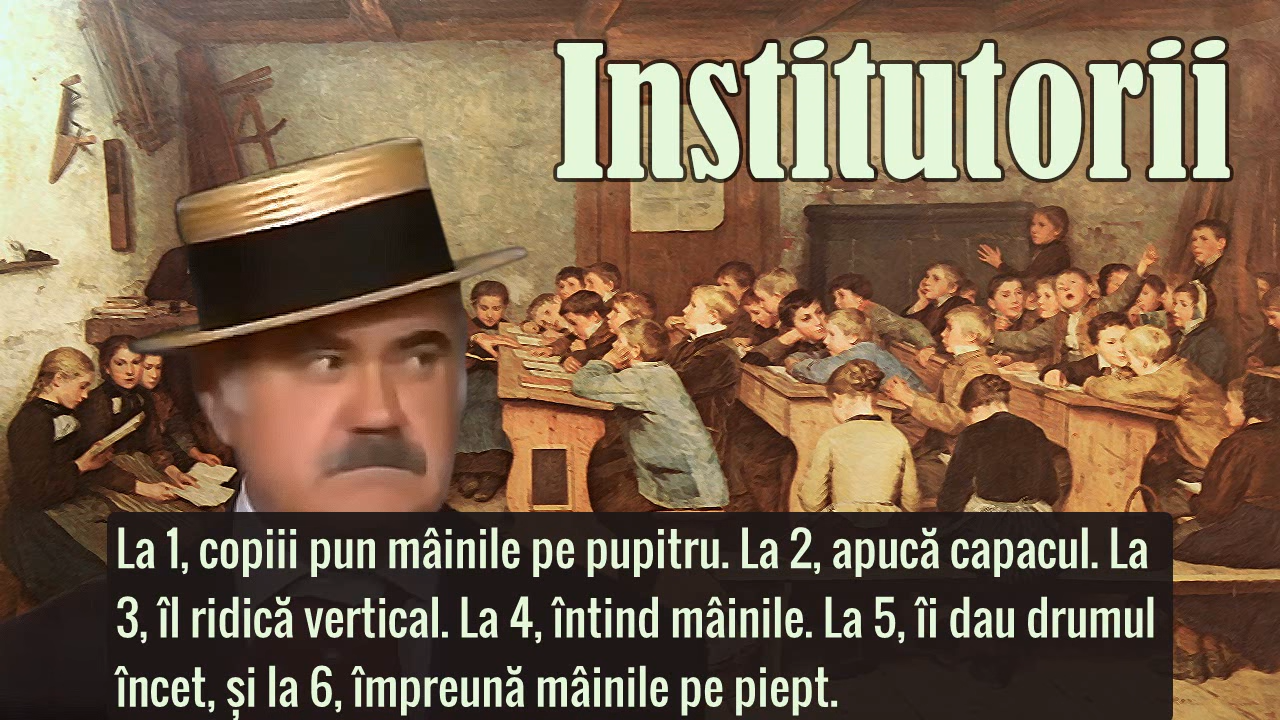 Institutorii
La 1, copiii pun mâinile pe pupitru. La 2, apucă capacul. La
3, îl ridică vertical. La 4, întind mâinile. La 5, îi dau drumul
încet, și la 6, împreună mâinile pe piept.